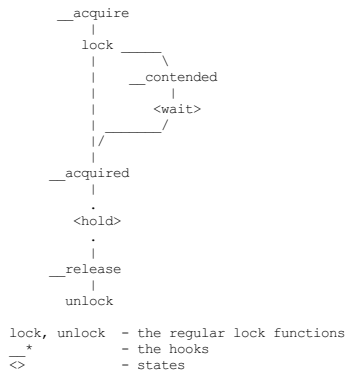 __acquire
|
lock _____
| \
| __contended
| |
| <wait>
| _______/
|/
|
__acquired
|
.
<hold>
.
|
__release
|
unlock
lock, unlock - the regular lock functions
__* - the hooks
<> - states